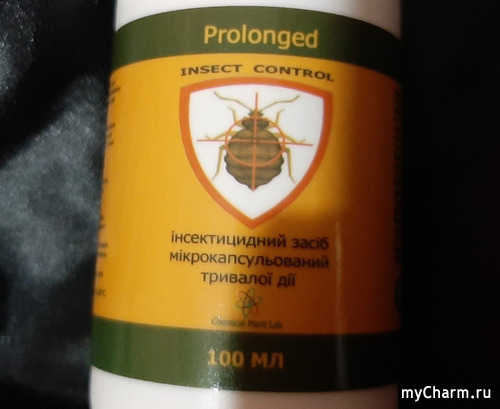 Prolonged
INSECT CONTROL
інсектицидний засіб
мікрокапсульований
тривалої дії
Chemical Plant Lab
100 МЛ
myCharm.ru